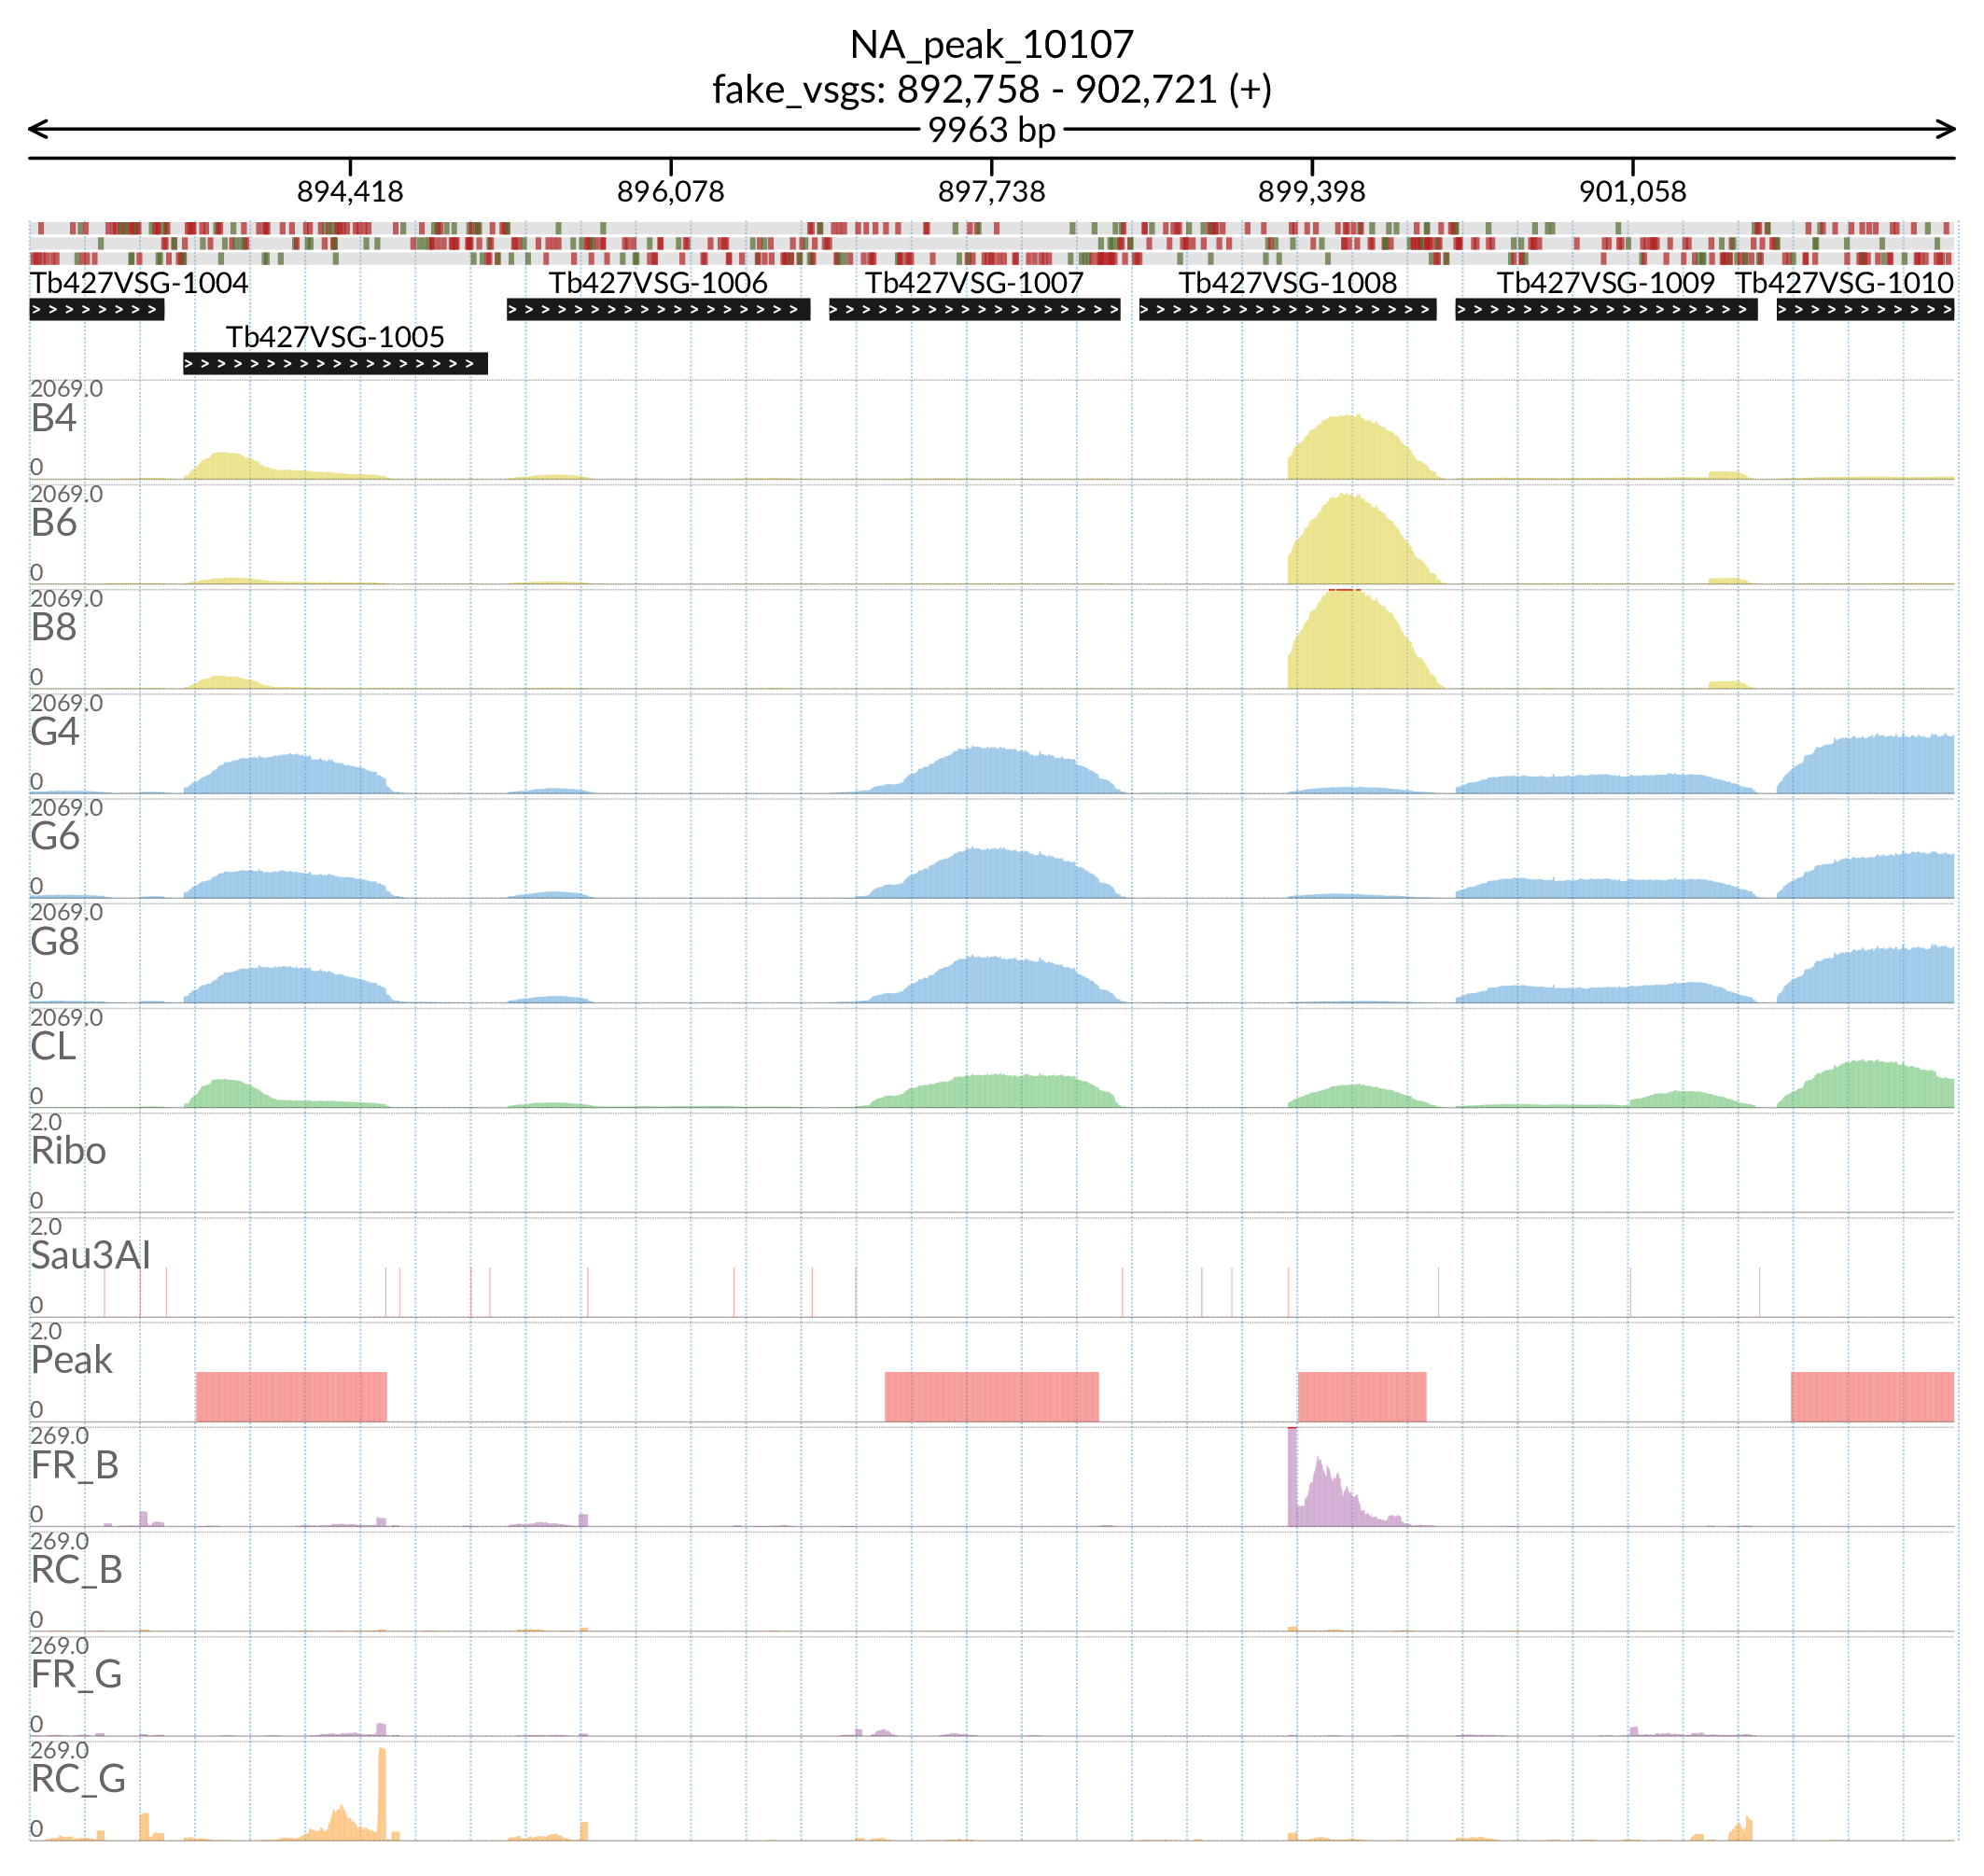 NA_peak_10107
fake_vsgs: 892,758 - 902,721 (+)
9963 bp
894,418 896,078 897,738 899,398 901,058
Tb427VSG-1004 Tb427VSG-1006 Tb427VSG-1007 Tb427VSG-1008 Tb427VSG-1009 Tb427VSG-1010
Tb427VSG-1005
2069.0
B4
0
2069.0
B6
0
2069.0
B8
0
2069.0
G4
0
2069.0
G6
0
2069.0
G8
0
2069.0
CL
0
2.0
Ribo
0
2.0
Sau3AI
0
2.0
Peak
0
269.0
FR_B
0
269.0
RC_B
0
269.0
FR_G
0
269.0
RC_G
0